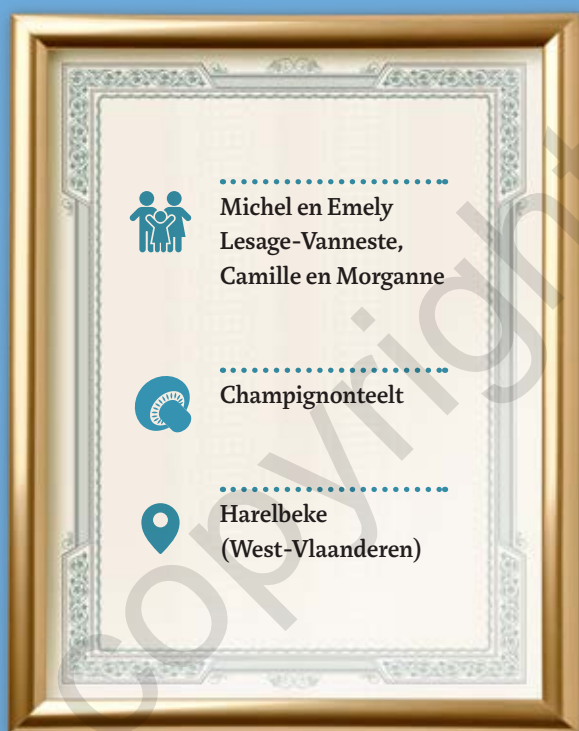 Michel en Emely
Lesage-Vanneste,
Camille en Morganne
Champignonteelt
Harelbeke
(West-Vlaanderen)
copyright